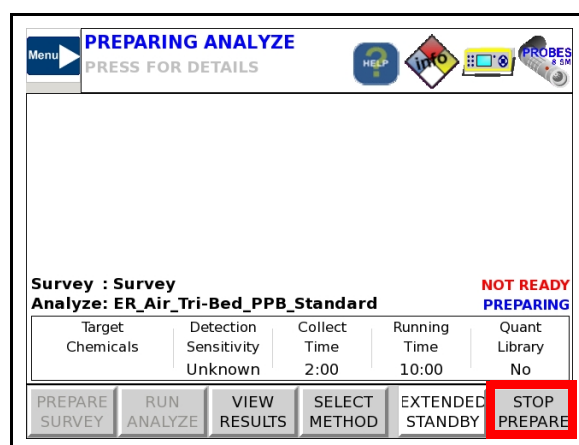 Menu
PREPARING ANALYZE
PRESS FOR DETAILS
HELP
info
PROBES
8 SM
Survey : Survey
NOT READY
Analyze: ER_Air_Tri-Bed_PPB_Standard
PREPARING
Target Chemicals
Detection Sensitivity
Collect Time
Running Time
Quant Library
Unknown
2:00
10:00
No
PREPARE SURVEY
RUN ANALYZE
VIEW RESULTS
SELECT METHOD
EXTENDED STANDBY
STOP PREPARE